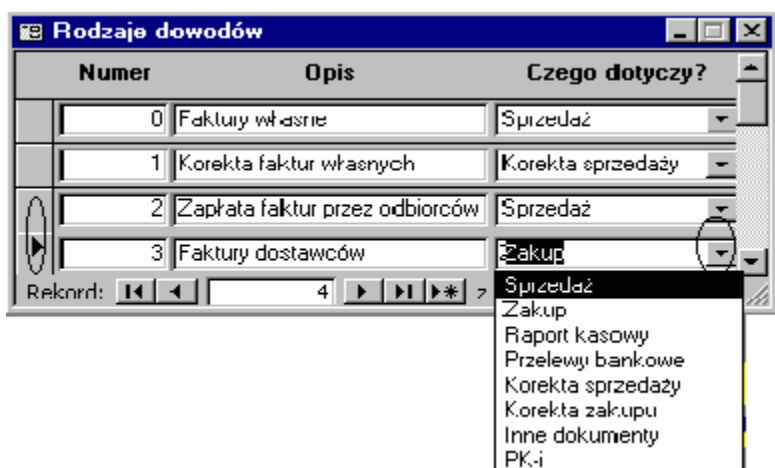 Rodzaje dowodów
Numer Opis Czego dotyczy?
0 Faktury własne Sprzedaż
1 Korekta faktur własnych Korekta sprzedaży
2 Zapłata faktur przez odbiorców Sprzedaż
3 Faktury dostawców Zakup
Rekord: 4 z
Sprzedaż
Zakup
Raport kasowy
Przelewy bankowe
Korekta sprzedaży
Korekta zakupu
Inne dokumenty
PK-i